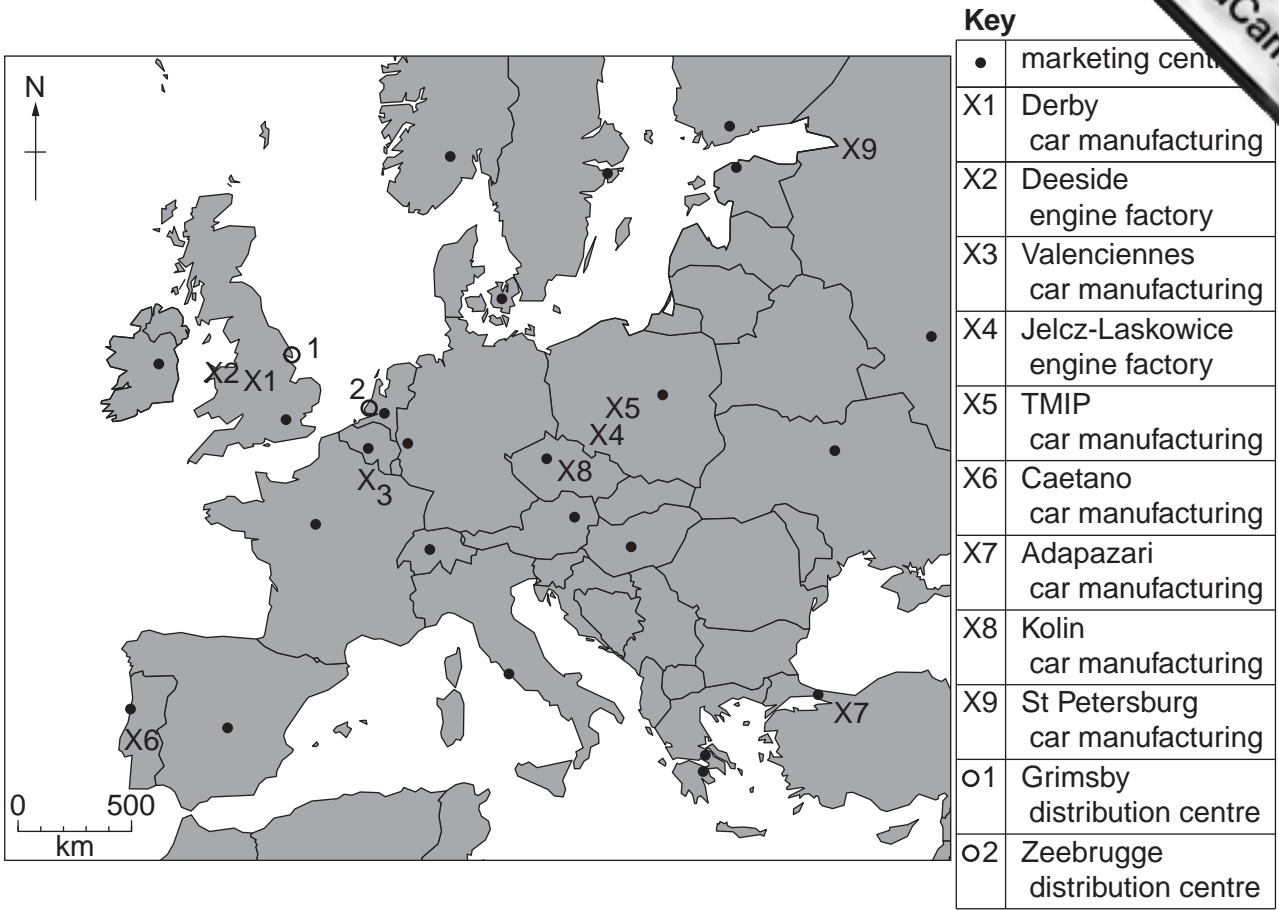 Key
marketing
X1 Derby
car manufacturing
X2 Deeside
engine factory
X3 Valenciennes
car manufacturing
X4 Jelcz-Laskowice
engine factory
X5 TMIP
car manufacturing
X6 Caetano
car manufacturing
X7 Adapazari
car manufacturing
X8 Kolin
car manufacturing
X9 St Petersburg
car manufacturing
1 Grimsby
distribution centre
2 Zeebrugge
distribution centre
N
X9
1
X2 X1
2
X5
X4
X8
X3
X7
X6
0 500
km